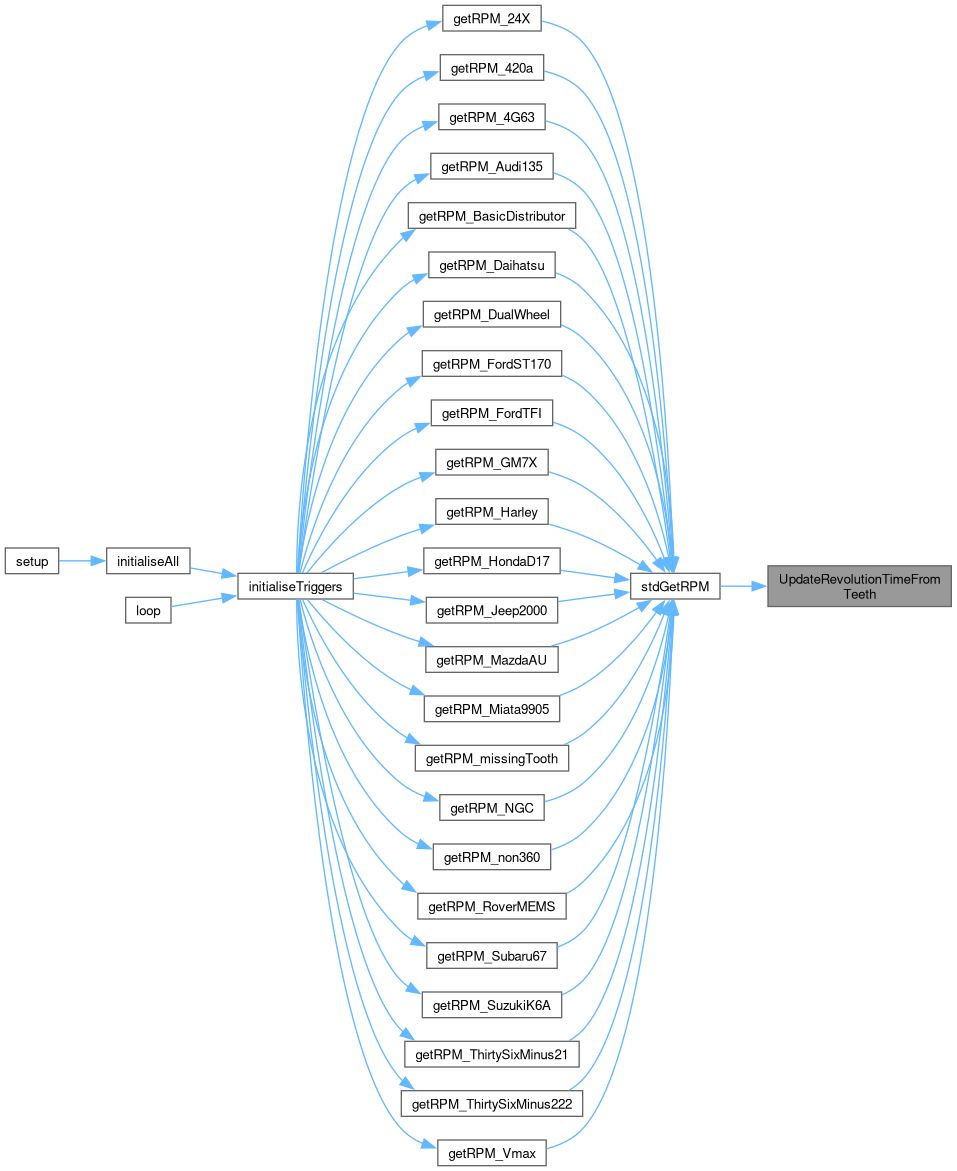 getRPM_24X
getRPM_420a
getRPM_4G63
getRPM_Audi135
getRPM_BasicDistributor
getRPM_Daihatsu
getRPM_DualWheel
getRPM_FordST170
getRPM_FordTFI
getRPM_GM7X
getRPM_Harley
setup
initialiseAll
loop
initialiseTriggers
getRPM_HondaD17
getRPM_Jeep2000
stdGetRPM
UpdateRevolutionTimeFrom
Teeth
getRPM_MazdaAU
getRPM_Miata9905
getRPM_missingTooth
getRPM_NGC
getRPM_non360
getRPM_RoverMEMS
getRPM_Subaru67
getRPM_SuzukiK6A
getRPM_ThirtySixMinus21
getRPM_ThirtySixMinus222
getRPM_Vmax